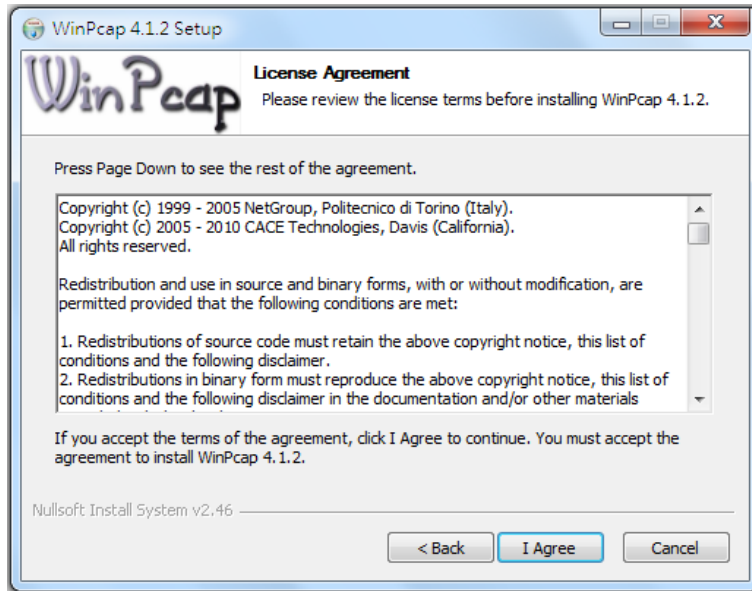 WinPcap 4.1.2 Setup
WinPcap
License Agreement
Please review the license terms before installing WinPcap 4.1.2.
Press Page Down to see the rest of the agreement.
Copyright (c) 1999 - 2005 NetGroup, Politecnico di Torino (Italy).
Copyright (c) 2005 - 2010 CACE Technologies, Davis (California).
All rights reserved.
Redistribution and use in source and binary forms, with or without modification, are
permitted provided that the following conditions are met:
1. Redistributions of source code must retain the above copyright notice, this list of
conditions and the following disclaimer.
2. Redistributions in binary form must reproduce the above copyright notice, this list of
conditions and the following disclaimer in the documentation and/or other materials
If you accept the terms of the agreement, click I Agree to continue. You must accept the
agreement to install WinPcap 4.1.2.
Nullsoft Install System v2.46
< Back
I Agree
Cancel